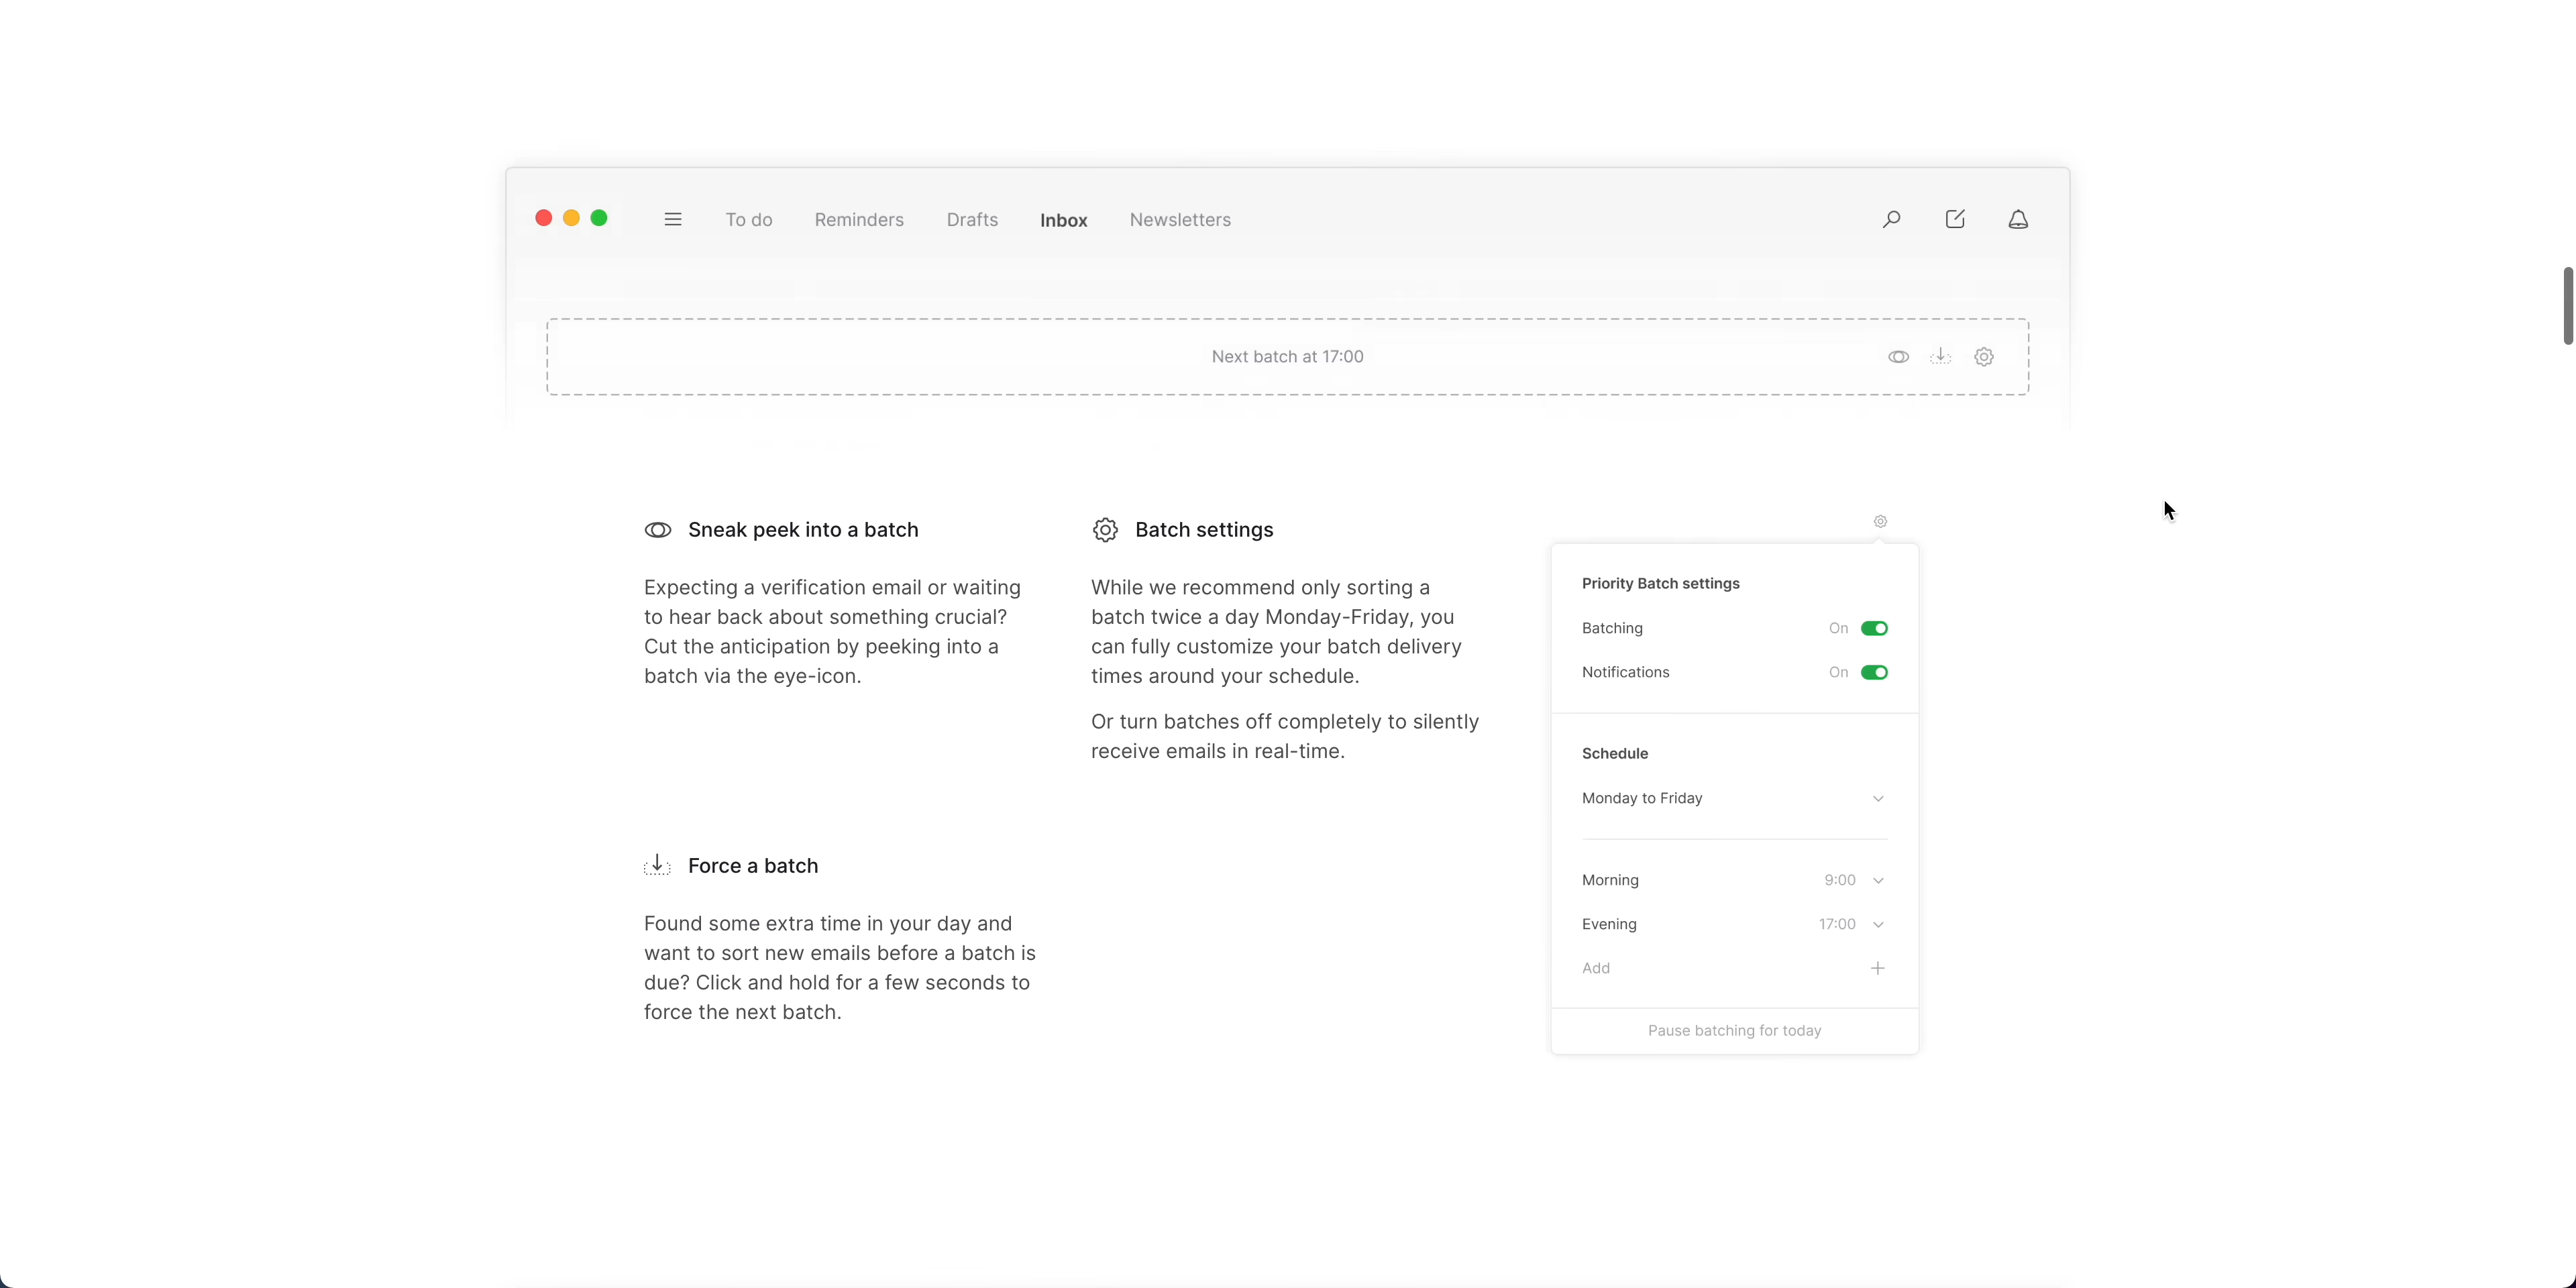 To do Reminders Drafts Inbox Newsletters
Next batch at 17:00
Sneak peek into a batch
Expecting a verification email or waiting
to hear back about something crucial?
Cut the anticipation by peeking into a
batch via the eye-icon.
Batch settings
While we recommend only sorting a
batch twice a day Monday-Friday, you
can fully customize your batch delivery
times around your schedule.
Or turn batches off completely to silently
receive emails in real-time.
Force a batch
Found some extra time in your day and
want to sort new emails before a batch is
due? Click and hold for a few seconds to
force the next batch.
Priority Batch settings
Batching On
Notifications On
Schedule
Monday to Friday
Morning 9:00
Evening 17:00
Add
Pause batching for today